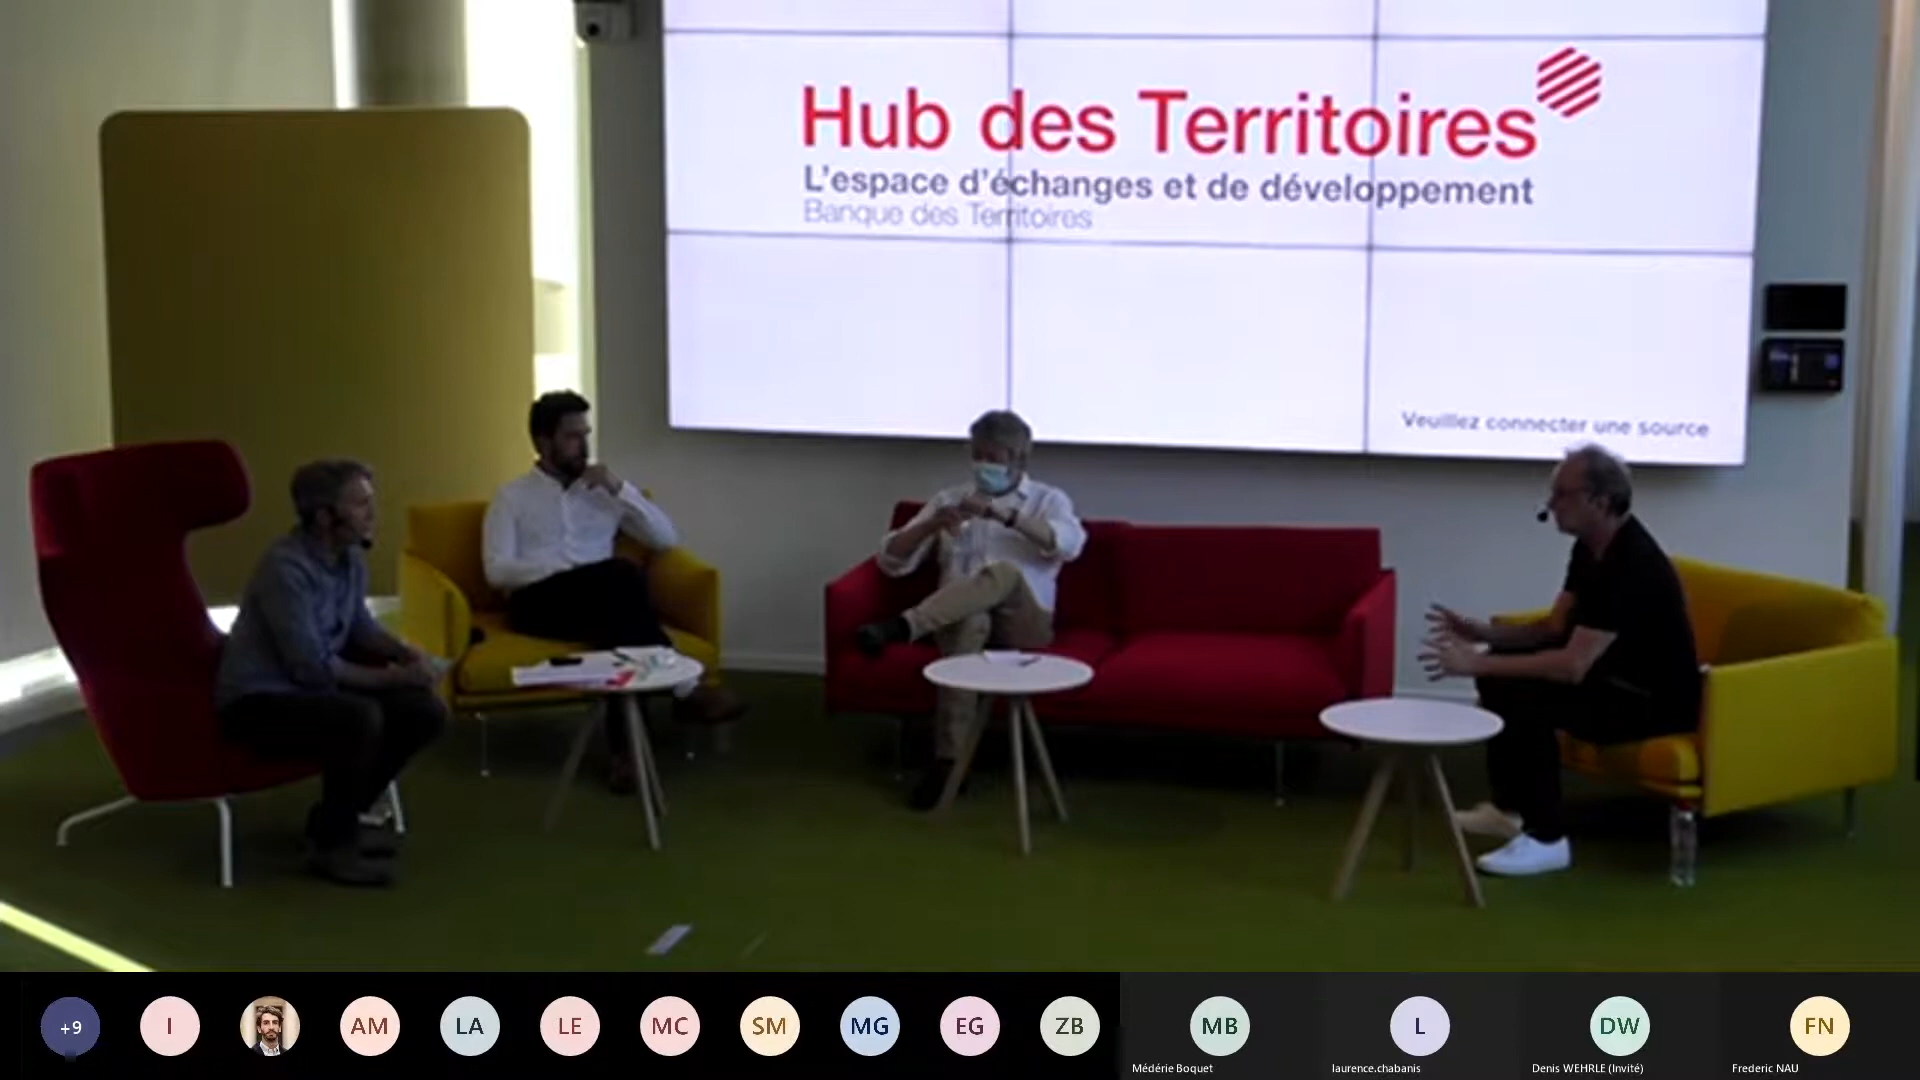 Hub des Territoires
L'espace d'échanges et de développement
Banque des Territoires
Veuillez connecter une source
+9
I
AM
LA
LE
MC
SM
MG
EG
ZB
MB
L
DW
FN
Médérie Boquet
laurence.chabanis
Denis WEHRLE (Invité)
Frederic NAU